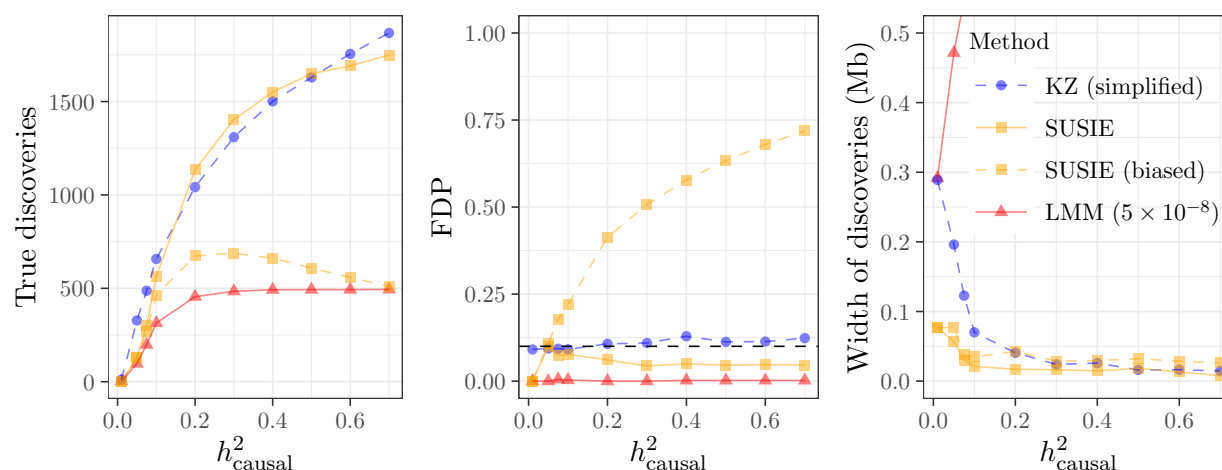 True discoveries
1500
1000
500
0
0.0 0.2 0.4 0.6
h²causal
FDP
1.00
0.75
0.50
0.25
0.00
0.0 0.2 0.4 0.6
h²causal
Width of discoveries (Mb)
0.5
0.4
0.3
0.2
0.1
0.0
0.0 0.2 0.4 0.6
h²causal
Method
KZ (simplified)
SUSIE
SUSIE (biased)
LMM (5 × 10⁻⁸)